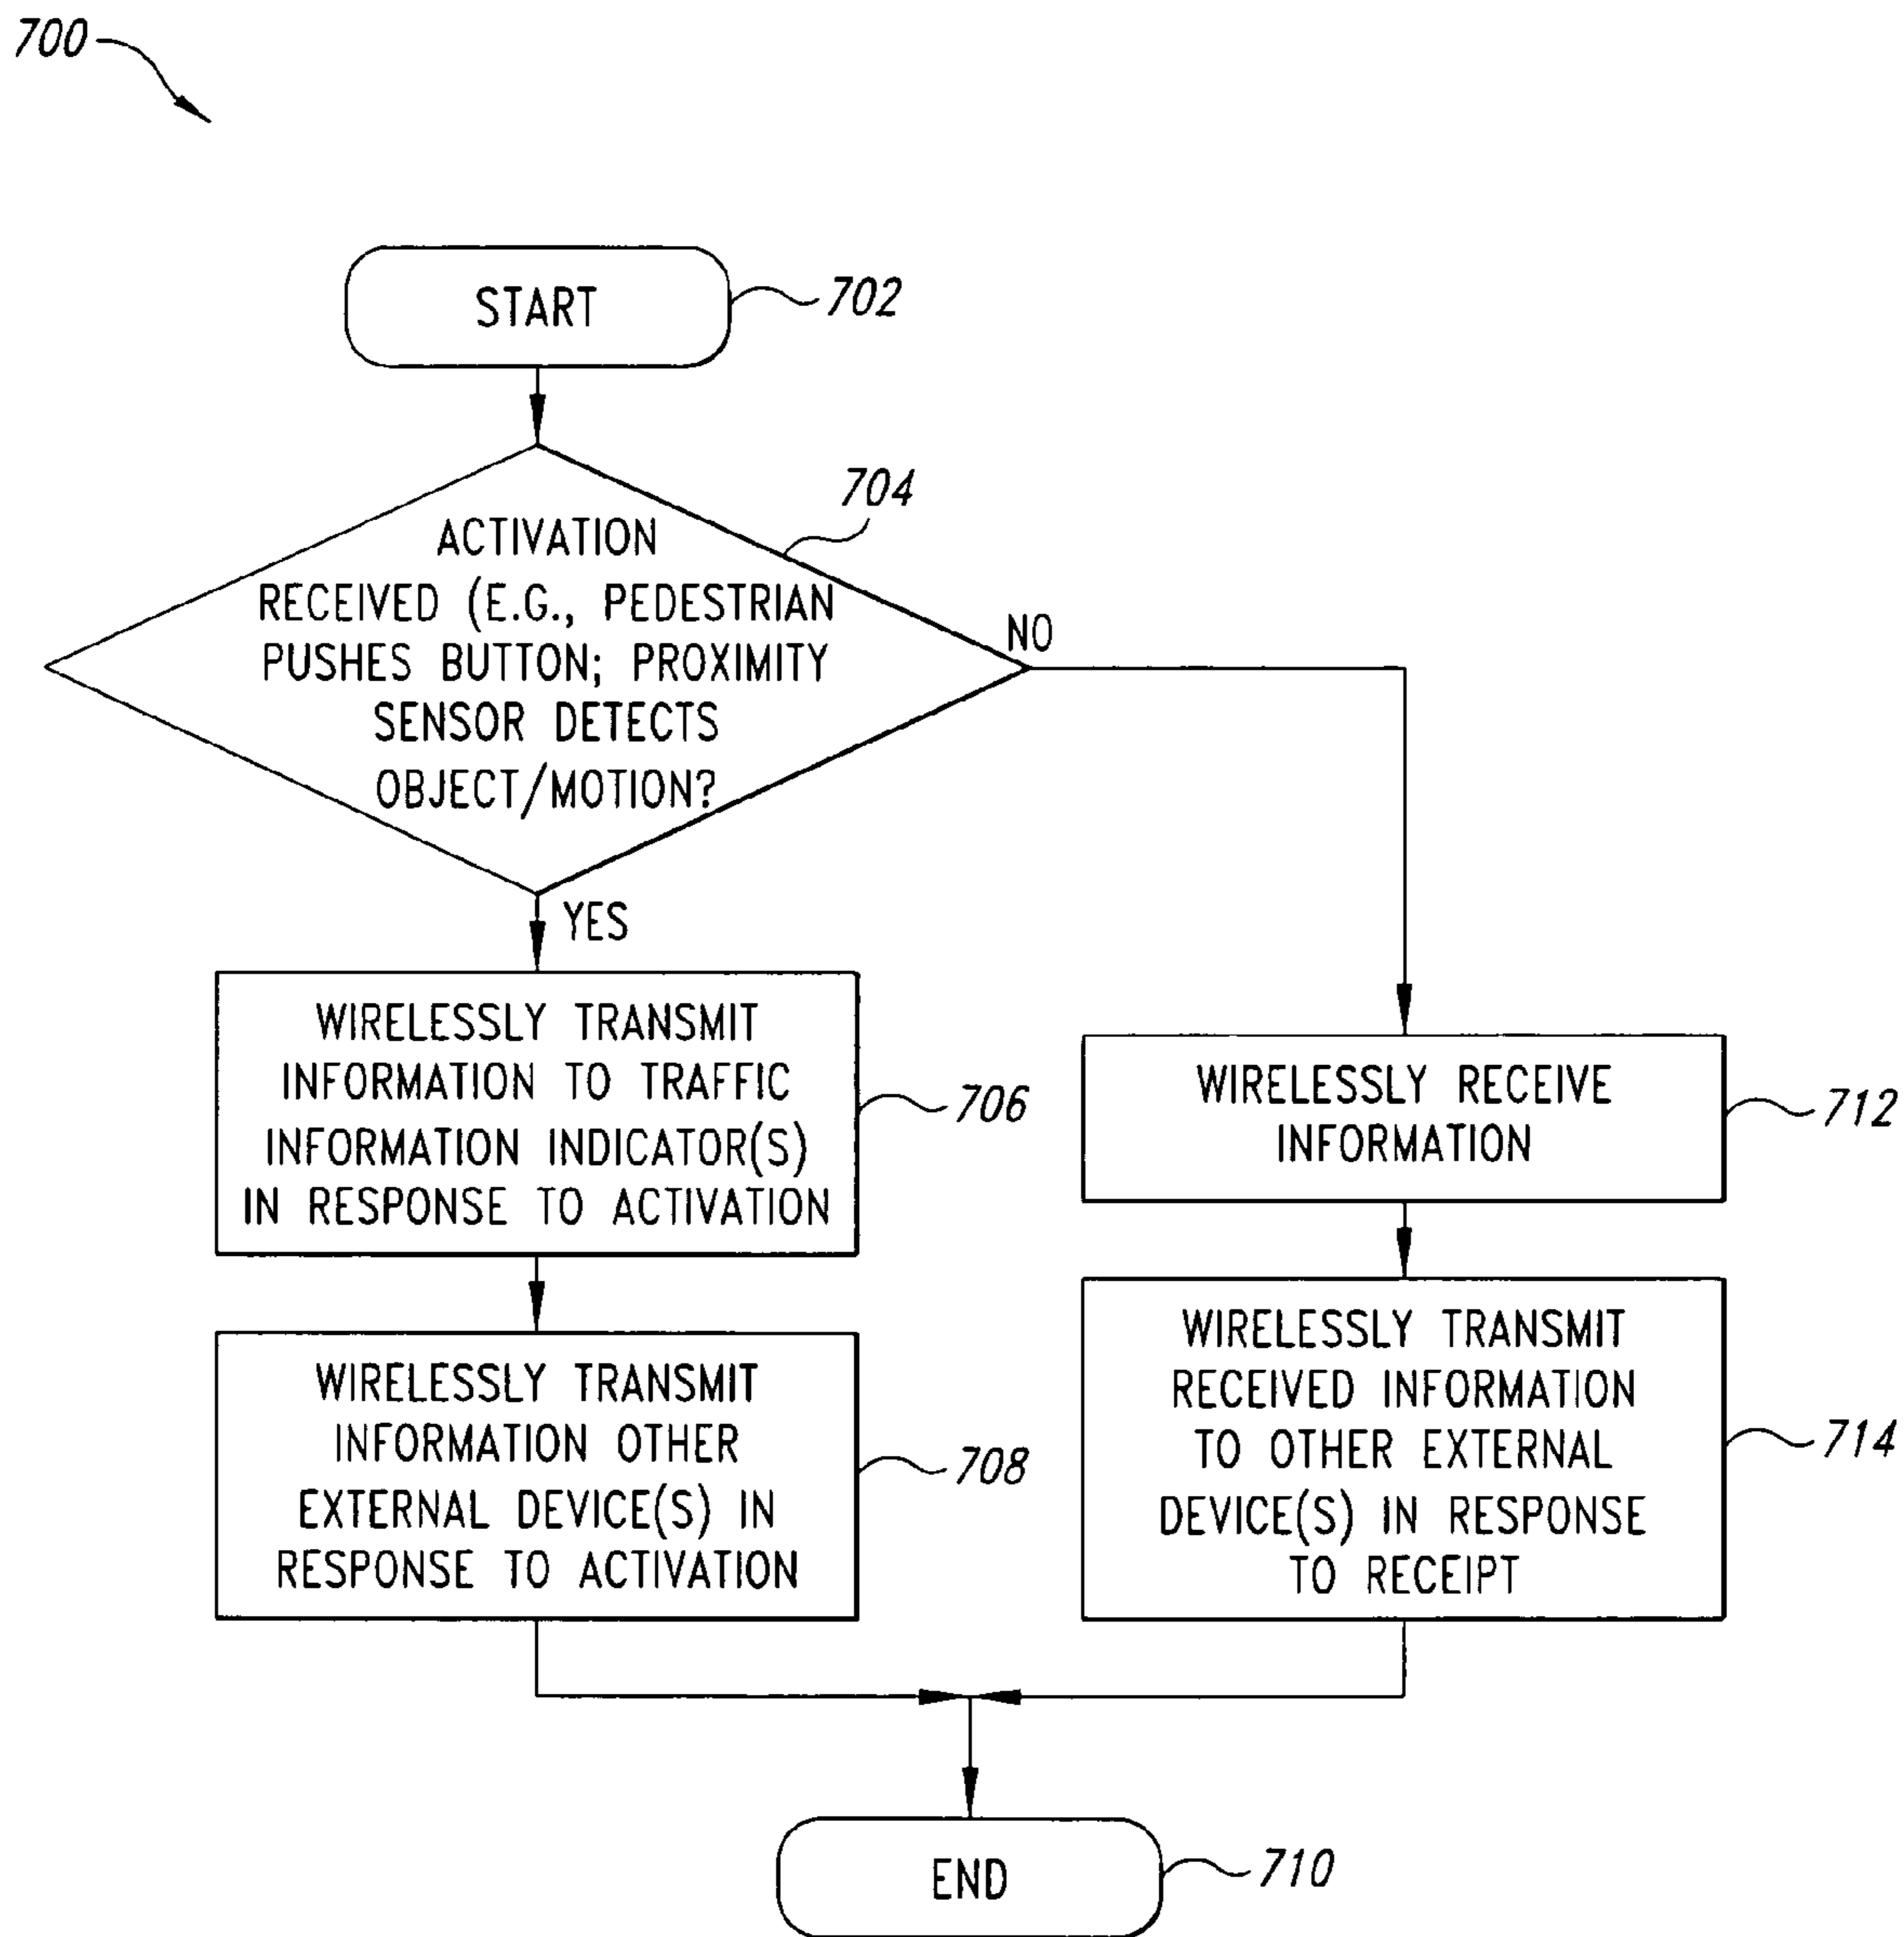 700
START
702
704
ACTIVATION
RECEIVED (E.G., PEDESTRIAN
PUSHES BUTTON; PROXIMITY
SENSOR DETECTS
OBJECT/MOTION?
NO
YES
WIRELESSLY TRANSMIT
INFORMATION TO TRAFFIC
INFORMATION INDICATOR(S)
IN RESPONSE TO ACTIVATION
706
WIRELESSLY RECEIVE
INFORMATION
712
WIRELESSLY TRANSMIT
INFORMATION OTHER
EXTERNAL DEVICE(S) IN
RESPONSE TO ACTIVATION
708
WIRELESSLY TRANSMIT
RECEIVED INFORMATION
TO OTHER EXTERNAL
DEVICE(S) IN RESPONSE
TO RECEIPT
714
END
710